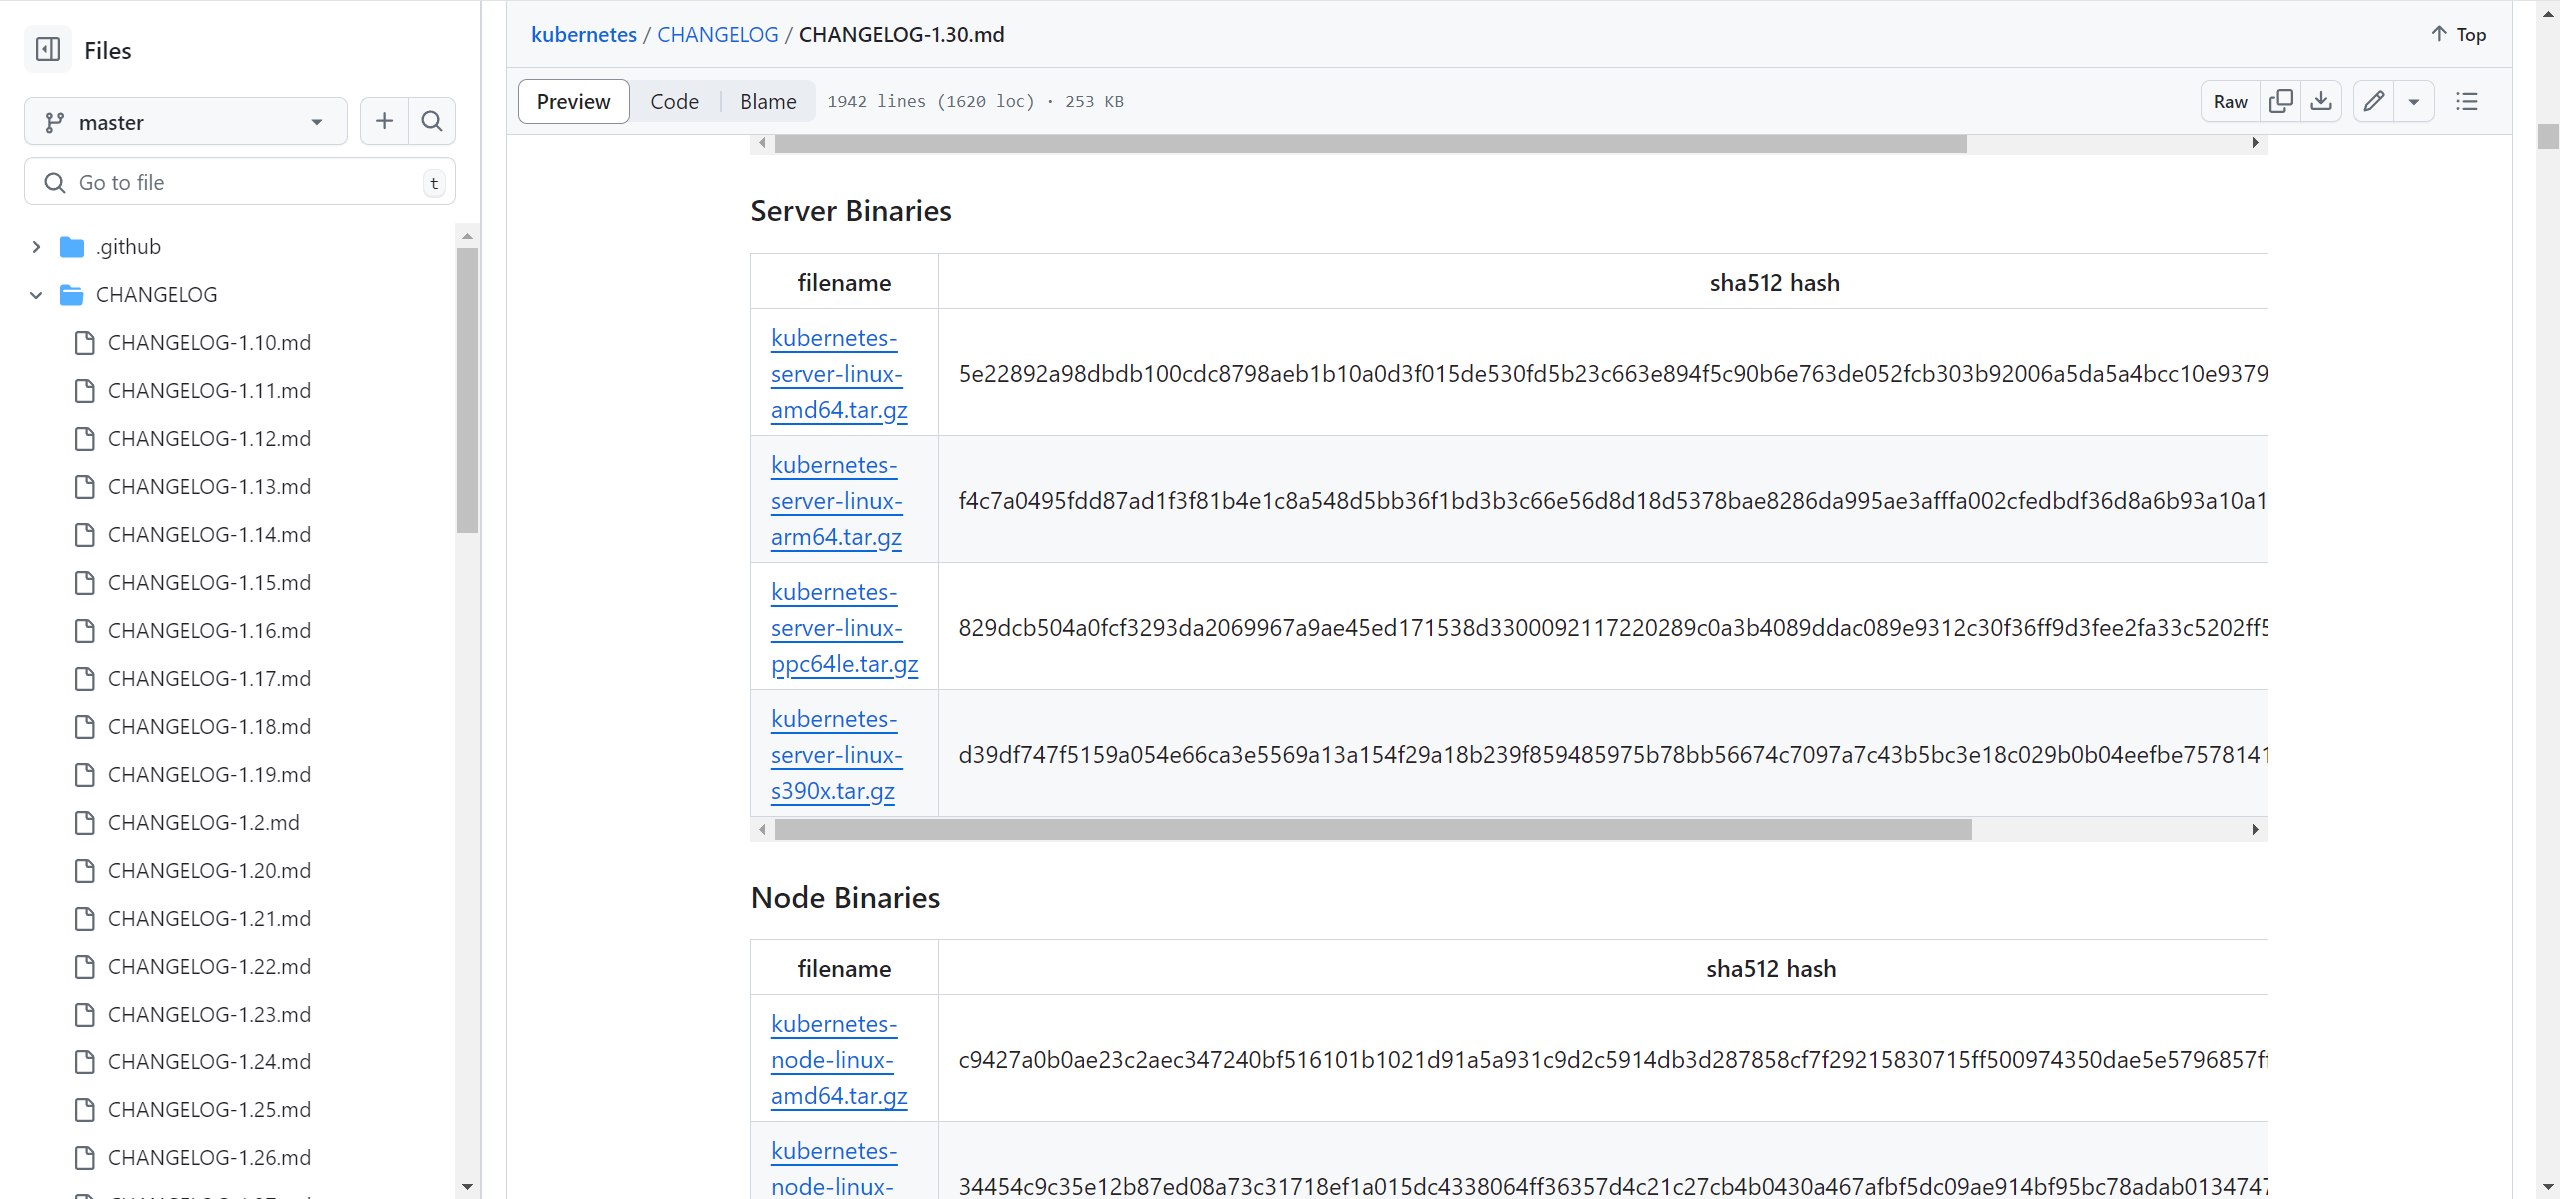 Files
master
Go to file
t
.github
CHANGELOG
CHANGELOG-1.10.md
CHANGELOG-1.11.md
CHANGELOG-1.12.md
CHANGELOG-1.13.md
CHANGELOG-1.14.md
CHANGELOG-1.15.md
CHANGELOG-1.16.md
CHANGELOG-1.17.md
CHANGELOG-1.18.md
CHANGELOG-1.19.md
CHANGELOG-1.2.md
CHANGELOG-1.20.md
CHANGELOG-1.21.md
CHANGELOG-1.22.md
CHANGELOG-1.23.md
CHANGELOG-1.24.md
CHANGELOG-1.25.md
CHANGELOG-1.26.md
kubernetes / CHANGELOG / CHANGELOG-1.30.md
Top
Preview Code Blame 1942 lines (1620 loc) · 253 KB
Raw
Server Binaries
filename sha512 hash
kubernetes-
server-linux-
amd64.tar.gz
5e22892a98dbdb100cdc8798aeb1b10a0d3f015de530fd5b23c663e894f5c90b6e763de052fcb303b92006a5da5a4bcc10e9379
kubernetes-
server-linux-
arm64.tar.gz
f4c7a0495fdd87ad1f3f81b4e1c8a548d5bb36f1bd3b3c66e56d8d18d5378bae8286da995ae3afffa002cfedbdf36d8a6b93a10a1
kubernetes-
server-linux-
ppc64le.tar.gz
829dcb504a0fcf3293da2069967a9ae45ed171538d3300092117220289c0a3b4089ddac089e9312c30f36ff9d3fee2fa33c5202ff5
kubernetes-
server-linux-
s390x.tar.gz
d39df747f5159a054e66ca3e5569a13a154f29a18b239f859485975b78bb56674c7097a7c43b5bc3e18c029b0b04eefbe7578141
Node Binaries
filename sha512 hash
kubernetes-
node-linux-
amd64.tar.gz
c9427a0b0ae23c2aec347240bf516101b1021d91a5a931c9d2c5914db3d287858cf7f29215830715ff500974350dae5e5796857f
kubernetes-
node-linux-
34454c9c35e12b87ed08a73c31718ef1a015dc4338064ff36357d4c21c27cb4b0430a467afbf5dc09ae914bf95bc78adab0134747